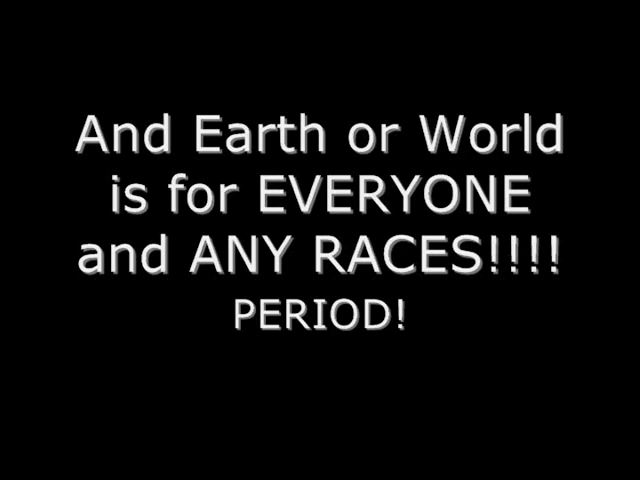 And Earth or World
is for EVERYONE
and ANY RACES!!!!
PERIOD!